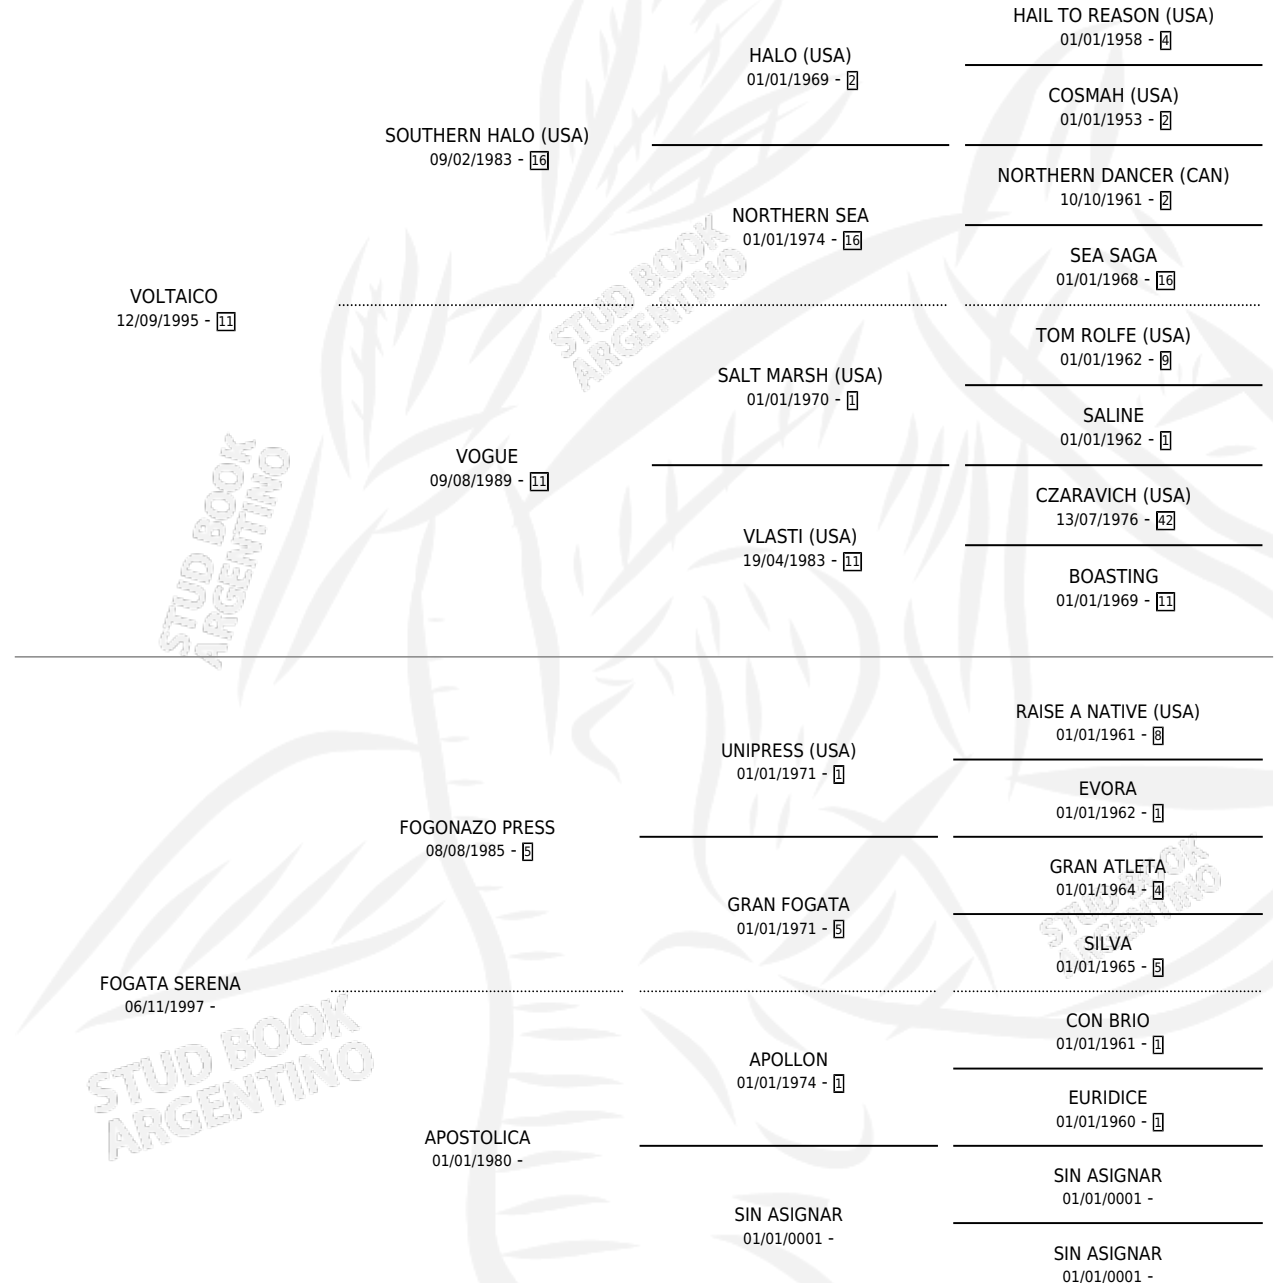 HAIL TO REASON (USA)
01/01/1958 - 4
HALO (USA)
01/01/1969 - 2
COSMAH (USA)
01/01/1953 - 2
SOUTHERN HALO (USA)
09/02/1983 - 16
NORTHERN DANCER (CAN)
10/10/1961 - 2
NORTHERN SEA
01/01/1974 - 16
SEA SAGA
01/01/1968 - 16
VOLTAICO
12/09/1995 - 11
STUD BOOK
ARGENTINO
TOM ROLFE (USA)
01/01/1962 - 9
SALT MARSH (USA)
01/01/1970 - 1
SALINE
01/01/1962 - 1
VOGUE
09/08/1989 - 11
CZARAVICH (USA)
13/07/1976 - 42
VLASTI (USA)
19/04/1983 - 11
BOASTING
01/01/1969 - 11
STUD BOOK
ARGENTINO
RAISE A NATIVE (USA)
01/01/1961 - 8
UNIPRESS (USA)
01/01/1971 - 1
EVORA
01/01/1962 - 1
FOGONAZO PRESS
08/08/1985 - 5
GRAN ATLETA
01/01/1964 - 4
GRAN FOGATA
01/01/1971 - 5
SILVA
01/01/1965 - 5
STUD BOOK
ARGENTINO
FOGATA SERENA
06/11/1997 -
CON BRIO
01/01/1961 - 1
APOLLON
01/01/1974 - 1
EURIDICE
01/01/1960 - 1
STUD BOOK
ARGENTINO
APOSTOLICA
01/01/1980 -
SIN ASIGNAR
01/01/0001 -
SIN ASIGNAR
01/01/0001 -
SIN ASIGNAR
01/01/0001 -